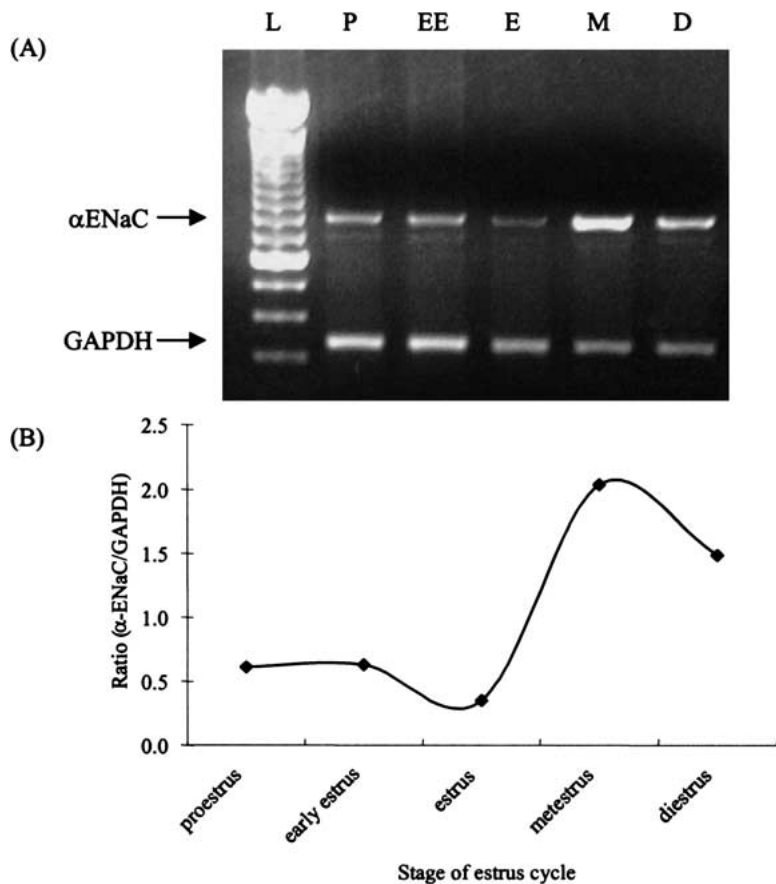 L P EE E M D
(A)
αENaC
GAPDH
(B)
2.5
2.0
1.5
1.0
0.5
0.0
Ratio (α-ENaC/GAPDH)
proestrus
early estrus
estrus
metestrus
diestrus
Stage of estrus cycle